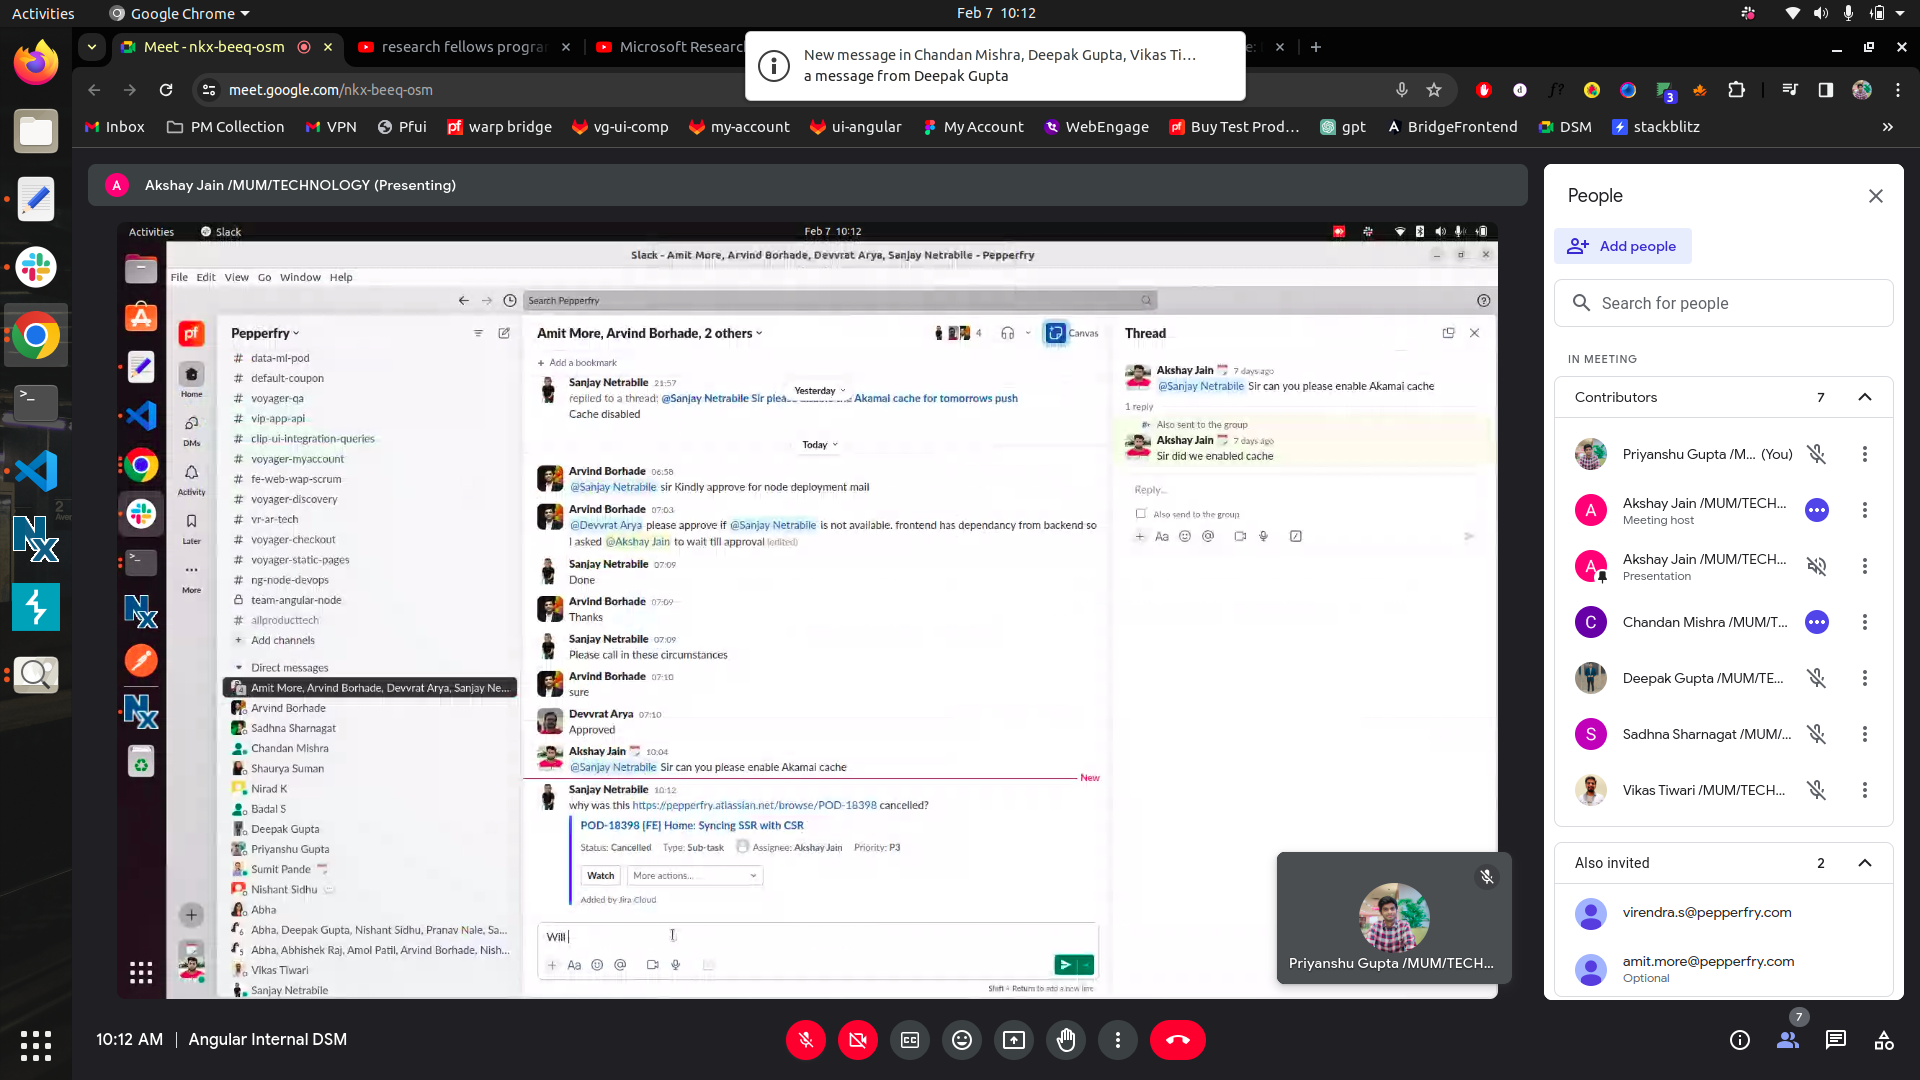 Activities
Google Chrome
Feb 7 10:12
Meet - nkx-beeq-osm
research fellows progra
Microsoft Research
New message in Chandan Mishra, Deepak Gupta, Vikas Ti...
a message from Deepak Gupta
meet.google.com/nkx-beeq-osm
f?
3
Inbox
PM Collection
VPN
Pfui
warp bridge
vg-ui-comp
my-account
ui-angular
My Account
WebEngage
Buy Test Prod...
gpt
BridgeFrontend
DSM
stackblitz
A
Akshay Jain /MUM/TECHNOLOGY (Presenting)
Activities
Slack
Feb 7 10:12
Slack - Amit More, Arvind Borhade, Devvrat Arya, Sanjay Netrabile - Pepperfry
File Edit View Go Window Help
Search Pepperfry
pf
Home
DMs
Activity
Later
More
Pepperfry
# data-ml-pod
# default-coupon
# voyager-qa
# vip-app-api
# clip-ui-integration-queries
# voyager-myaccount
# fe-web-wap-scrum
# voyager-discovery
# vr-ar-tech
# voyager-checkout
# voyager-static-pages
# ng-node-devops
team-angular-node
# allproducttech
+ Add channels
Direct messages
Amit More, Arvind Borhade, Devvrat Arya, Sanjay Ne...
Arvind Borhade
Sadhna Sharnagat
Chandan Mishra
Shaurya Suman
Nirad K
Badal S
Deepak Gupta
Priyanshu Gupta
Sumit Pande
Nishant Sidhu
Abha
Abha, Deepak Gupta, Nishant Sidhu, Pranav Nale, Sa...
Abha, Abhishek Raj, Amol Patil, Arvind Borhade, Nish...
Vikas Tiwari
Sanjay Netrabile
Amit More, Arvind Borhade, 2 others
4
Canvas
+ Add a bookmark
Sanjay Netrabile 21:57
Yesterday
replied to a thread: @Sanjay Netrabile Sir please disable the Akamai cache for tomorrows push
Cache disabled
Today
Arvind Borhade 06:58
@Sanjay Netrabile sir Kindly approve for node deployment mail
Arvind Borhade 07:03
@Devvrat Arya please approve if @Sanjay Netrabile is not available. frontend has dependancy from backend so
I asked @Akshay Jain to wait till approval (edited)
Sanjay Netrabile 07:09
Done
Arvind Borhade 07:09
Thanks
Sanjay Netrabile 07:09
Please call in these circumstances
Arvind Borhade 07:10
sure
Devvrat Arya 07:10
Approved
Akshay Jain 10:04
@Sanjay Netrabile Sir can you please enable Akamai cache
New
Sanjay Netrabile 10:12
why was this https://pepperfry.atlassian.net/browse/POD-18398 cancelled?
POD-18398 [FE] Home: Syncing SSR with CSR
Status: Cancelled Type: Sub-task Assignee: Akshay Jain Priority: P3
Watch
More actions...
Added by Jira Cloud
Will
Shift + Return to add a new line
Thread
Akshay Jain 7 days ago
@Sanjay Netrabile Sir can you please enable Akamai cache
1 reply
Also sent to the group
Akshay Jain 7 days ago
Sir did we enabled cache
Reply...
Also send to the group
Priyanshu Gupta /MUM/TECH...
People
Add people
Search for people
IN MEETING
Contributors 7
Priyanshu Gupta /M... (You)
A
Akshay Jain /MUM/TECH...
Meeting host
A
Akshay Jain /MUM/TECH...
Presentation
C
Chandan Mishra /MUM/T...
Deepak Gupta /MUM/TE...
S
Sadhna Sharnagat /MUM/...
Vikas Tiwari /MUM/TECH...
Also invited 2
virendra.s@pepperfry.com
amit.more@pepperfry.com
Optional
10:12 AM | Angular Internal DSM
7